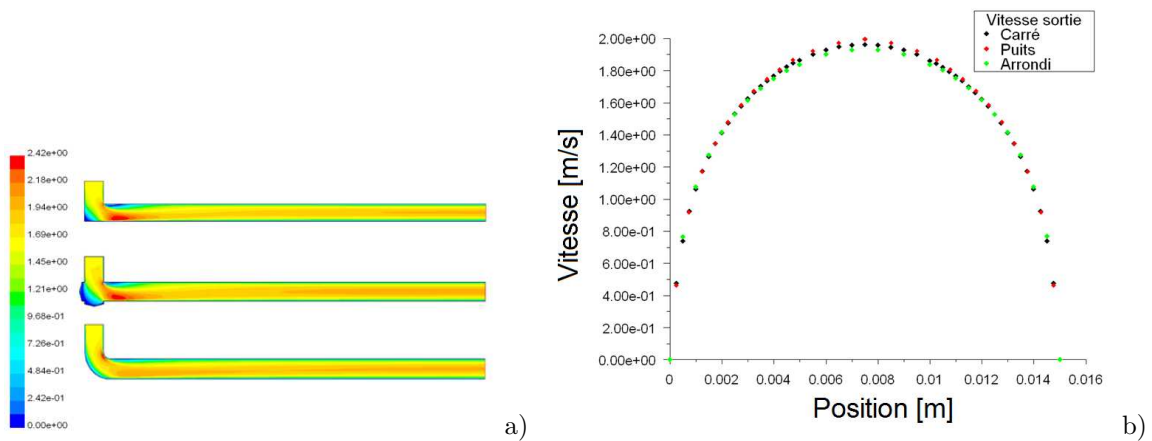 2.42e+00
2.18e+00
1.94e+00
1.69e+00
1.45e+00
1.21e+00
9.68e-01
7.26e-01
4.84e-01
2.42e-01
0.00e+00
a)
Vitesse sortie
Carré
Puits
Arrondi
2.00e+00
1.80e+00
1.60e+00
1.40e+00
1.20e+00
1.00e+00
8.00e-01
6.00e-01
4.00e-01
2.00e-01
0.00e+00
Vitesse [m/s]
0 0.002 0.004 0.006 0.008 0.01 0.012 0.014 0.016
Position [m]
b)